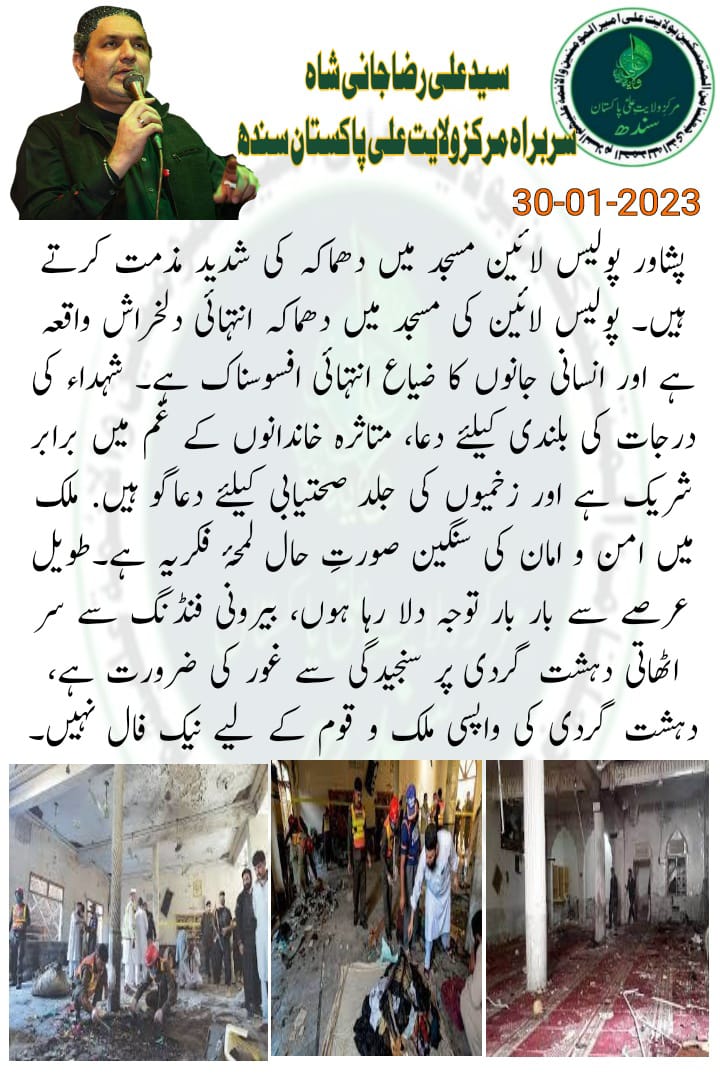 سید علی رضا جانی شاہ
سربراہ مرکز ولایت علی پاکستان سندھ
مرکز ولایت علی پاکستان
سندھ
30-01-2023
پشاور پولیس لائین مسجد میں دھماکہ کی شدید مذمت کرتے
ہیں۔ پولیس لائین کی مسجد میں دھماکہ انتہائی دلخراش واقعہ
ہے اور انسانی جانوں کا ضیاع انتہائی افسوسناک ہے۔ شہداء کی
درجات کی بلندی کیلئے دعا، متاثرہ خاندانوں کے غم میں برابر
شریک ہے اور زخمیوں کی جلد صحتیابی کیلئے دعاگو ہیں. ملک
میں امن و امان کی سنگین صورتِ حال لمحۂ فکریہ ہے۔طویل
عرصے سے بار بار توجہ دلا رہا ہوں، بیرونی فنڈنگ سے سر
اٹھاتی دہشت گردی پر سنجیدگی سے غور کی ضرورت ہے،
دہشت گردی کی واپسی ملک و قوم کے لیے نیک فال نہیں۔